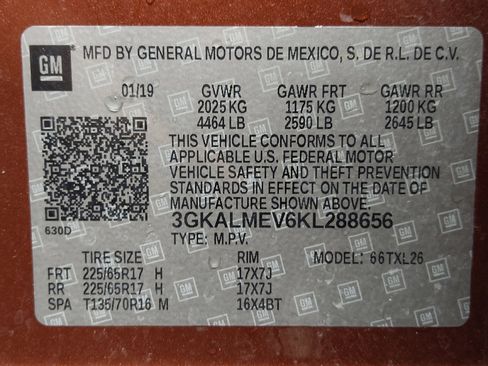 GM MFD BY GENERAL MOTORS DE MEXICO, S. DE R.L. DE C.V.
01/19 GVWR GAWR FRT GAWR RR
2025 KG 1175 KG 1200 KG
4464 LB 2590 LB 2645 LB
THIS VEHICLE CONFORMS TO ALL
APPLICABLE U.S. FEDERAL MOTOR
VEHICLE SAFETY AND THEFT PREVENTION
STANDARDS IN EFFECT ON THE DATE OF
MANUFACTURE SHOWN ABOVE.
3GKALMEV6KL288656
630D TYPE: M.P.V.
TIRE SIZE RIM MODEL: 66TXL26
FRT 225/65R17 H 17X7J
RR 225/65R17 H 17X7J
SPA T135/70R16 M 16X4BT